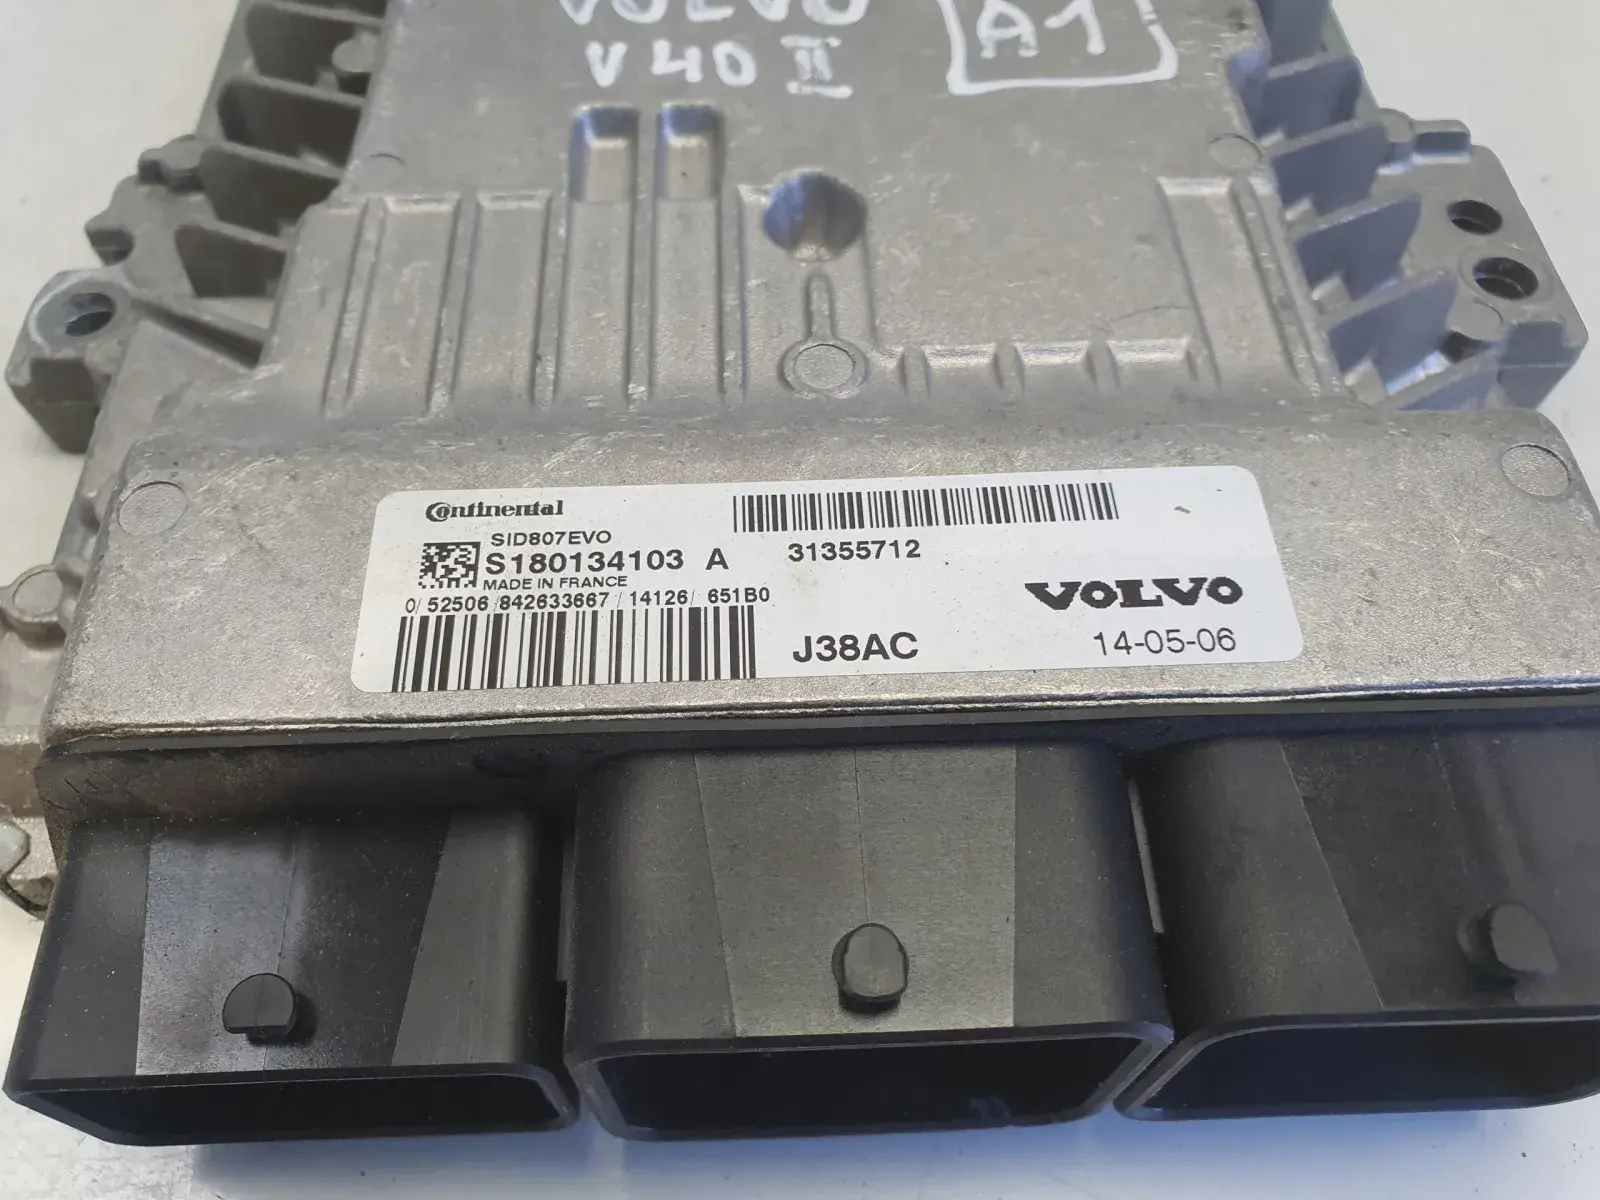 VOLVO
V40 II
A1
Continental
SID807EVO
S180134103 A
MADE IN FRANCE
0/ 52506 /842633667/ 14126/ 651B0
31355712
VOLVO
J38AC
14-05-06